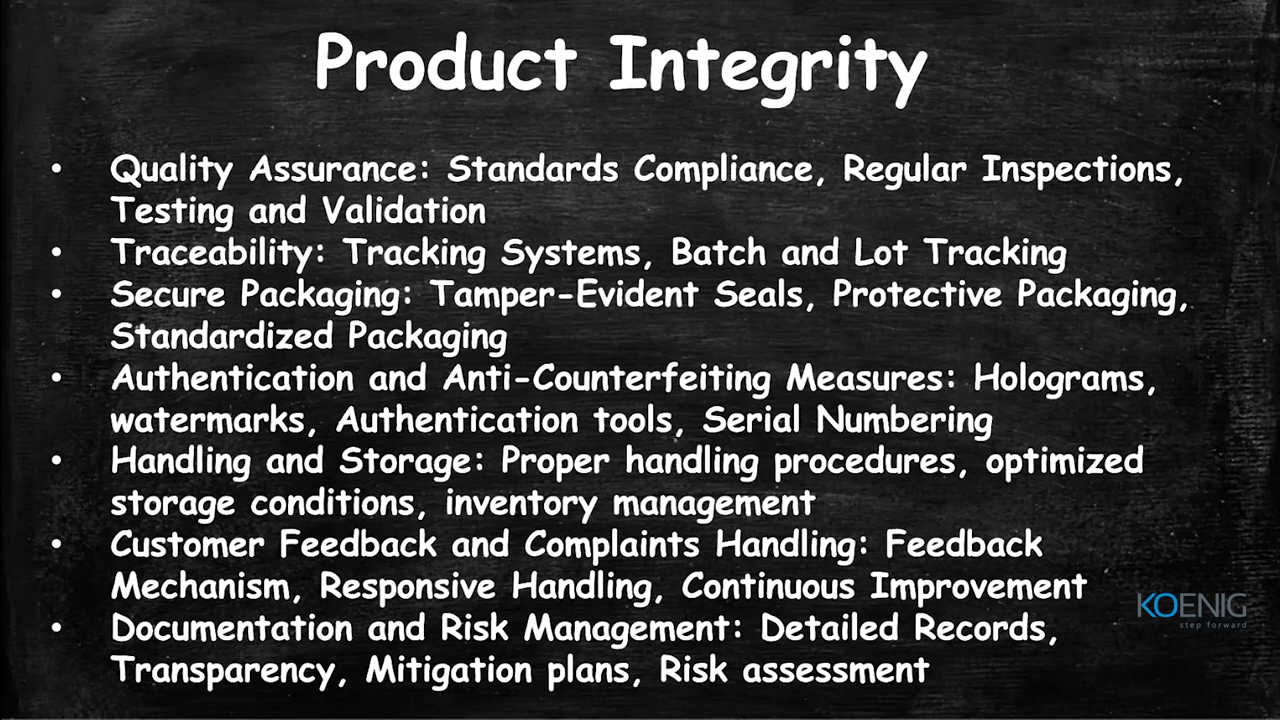 Product Integrity
• Quality Assurance: Standards Compliance, Regular Inspections,
Testing and Validation
• Traceability: Tracking Systems, Batch and Lot Tracking
• Secure Packaging: Tamper-Evident Seals, Protective Packaging,
Standardized Packaging
• Authentication and Anti-Counterfeiting Measures: Holograms,
watermarks, Authentication tools, Serial Numbering
• Handling and Storage: Proper handling procedures, optimized
storage conditions, inventory management
• Customer Feedback and Complaints Handling: Feedback
Mechanism, Responsive Handling, Continuous Improvement
• Documentation and Risk Management: Detailed Records,
Transparency, Mitigation plans, Risk assessment
KOENIG
step forward